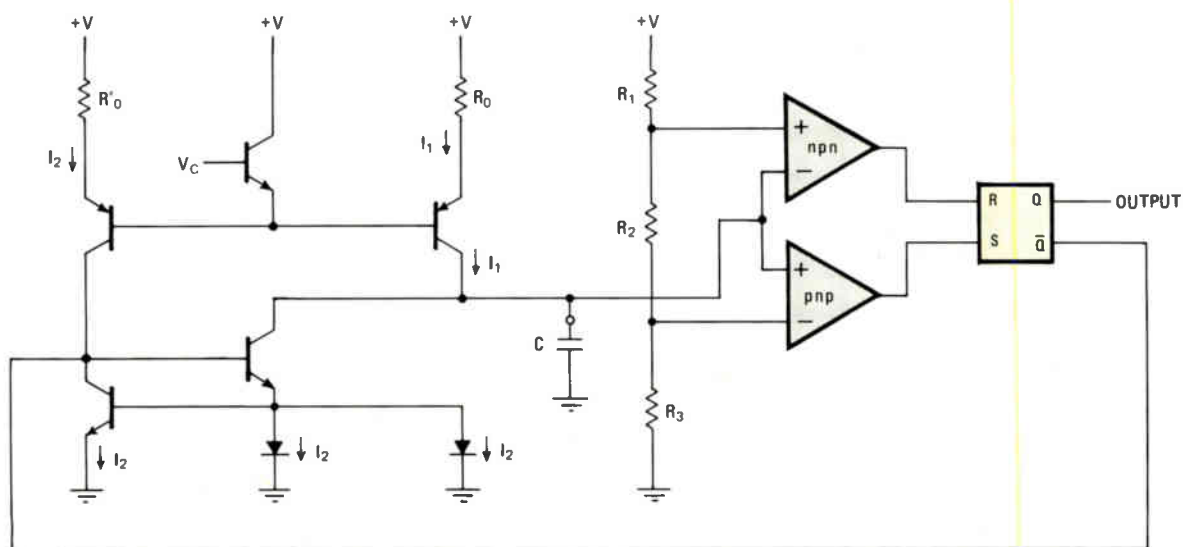 +V
+V
+V
+V
R'0
R0
R1
I2
I1
VC
+
npn
−
R
Q
OUTPUT
I1
R2
S
Q̄
+
pnp
−
C
R3
I2
I2
I2